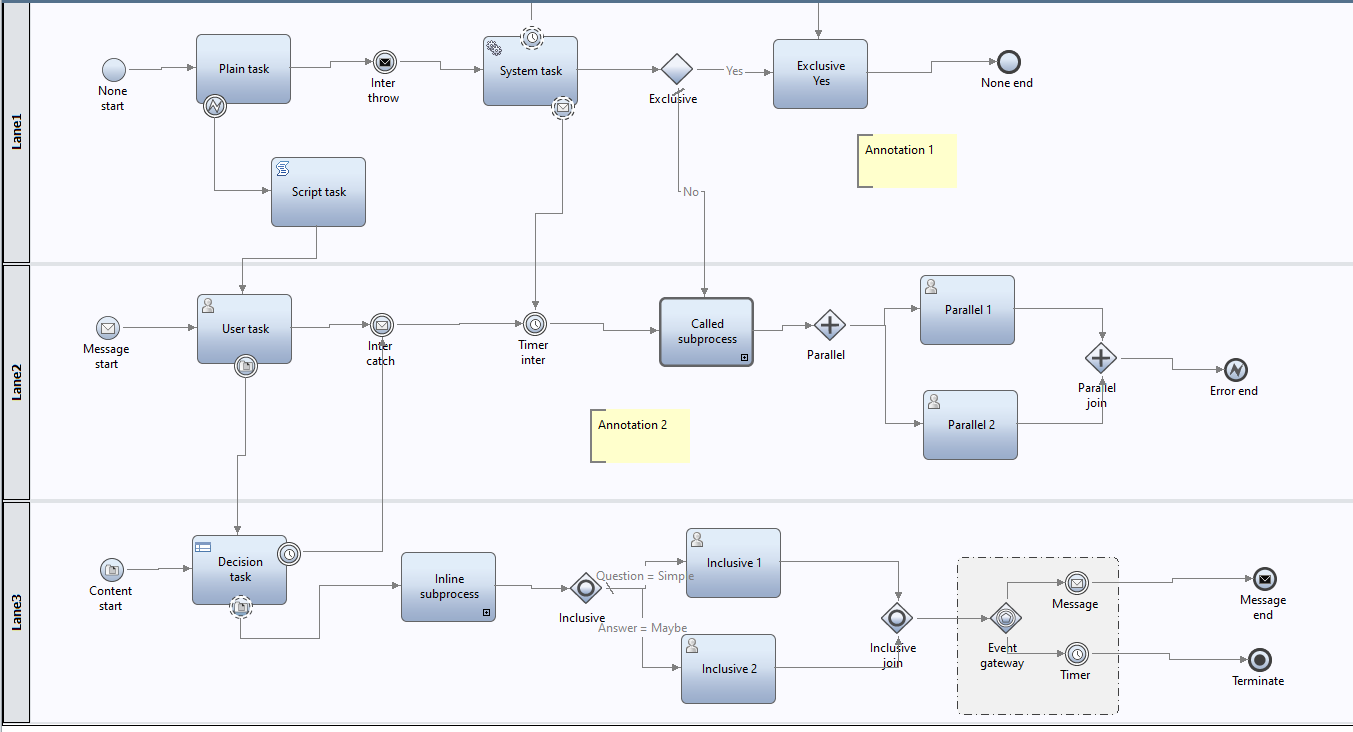 Lane1
None
start
Plain task
Inter
throw
System task
Exclusive
Yes
Exclusive
Yes
None end
Annotation 1
Script task
No
Lane2
Message
start
User task
Inter
catch
Timer
inter
Called
subprocess
Parallel
Parallel 1
Parallel 2
Parallel
join
Error end
Annotation 2
Lane3
Content
start
Decision
task
Inline
subprocess
Inclusive
Question = Simple
Answer = Maybe
Inclusive 1
Inclusive 2
Inclusive
join
Event
gateway
Message
Timer
Message
end
Terminate